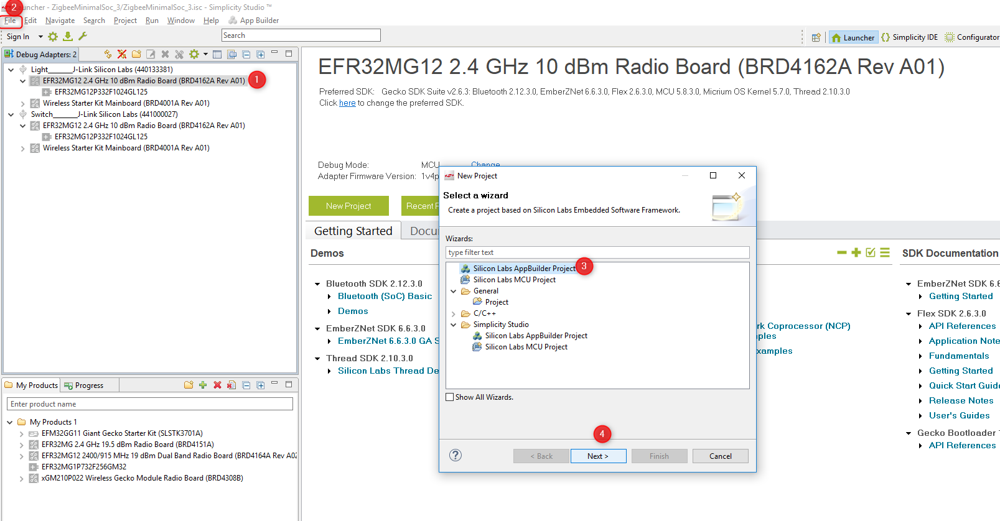 2
auncher - ZigbeeMinimalSoc_3/ZigbeeMinimalSoc_3.isc - Simplicity Studio ™
File Edit Navigate Search Project Run Window Help App Builder
Sign In
Search
Launcher
Simplicity IDE
Configurator
Debug Adapters: 2
Light_______J-Link Silicon Labs (440133381)
EFR32MG12 2.4 GHz 10 dBm Radio Board (BRD4162A Rev A01)
1
EFR32MG12P332F1024GL125
Wireless Starter Kit Mainboard (BRD4001A Rev A01)
Switch_______J-Link Silicon Labs (441000027)
EFR32MG12 2.4 GHz 10 dBm Radio Board (BRD4162A Rev A01)
EFR32MG12P332F1024GL125
Wireless Starter Kit Mainboard (BRD4001A Rev A01)
My Products
Progress
Enter product name
My Products 1
EFM32GG11 Giant Gecko Starter Kit (SLSTK3701A)
EFR32MG 2.4 GHz 19.5 dBm Radio Board (BRD4151A)
EFR32MG12 2400/915 MHz 19 dBm Dual Band Radio Board (BRD4164A Rev A02
EFR32MG1P732F256GM32
xGM210P022 Wireless Gecko Module Radio Board (BRD4308B)
EFR32MG12 2.4 GHz 10 dBm Radio Board (BRD4162A Rev A01)
Preferred SDK: Gecko SDK Suite v2.6.3: Bluetooth 2.12.3.0, EmberZNet 6.6.3.0, Flex 2.6.3.0, MCU 5.8.3.0, Micrium OS Kernel 5.7.0, Thread 2.10.3.0
Click here to change the preferred SDK.
Debug Mode: MCU Change
Adapter Firmware Version: 1v4p
New Project
Recent P
Getting Started
Docu
Demos
Bluetooth SDK 2.12.3.0
Bluetooth (SoC) Basic
Demos
EmberZNet SDK 6.6.3.0
EmberZNet 6.6.3.0 GA S
Thread SDK 2.10.3.0
Silicon Labs Thread De
New Project
Select a wizard
Create a project based on Silicon Labs Embedded Software Framework.
Wizards:
type filter text
Silicon Labs AppBuilder Project
3
Silicon Labs MCU Project
General
Project
C/C++
Simplicity Studio
Silicon Labs AppBuilder Project
Silicon Labs MCU Project
Show All Wizards.
4
?
< Back
Next >
Finish
Cancel
rk Coprocessor (NCP)
ples
xamples
SDK Documentation
EmberZNet SDK 6.6
Getting Started
Flex SDK 2.6.3.0
API References
Application Note
Fundamentals
Getting Started
Quick Start Guide
Release Notes
User's Guides
Gecko Bootloader
API References